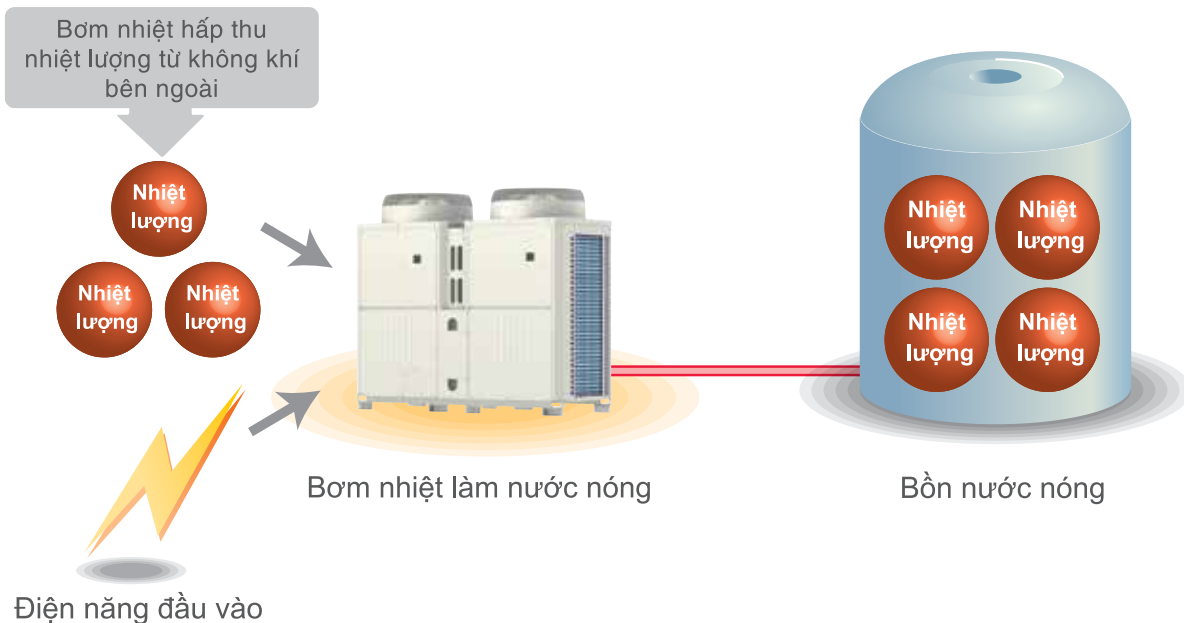 Bơm nhiệt hấp thu
nhiệt lượng từ không khí
bên ngoài
Nhiệt
lượng
Nhiệt
lượng
Nhiệt
lượng
Nhiệt
lượng
Nhiệt
lượng
Nhiệt
lượng
Nhiệt
lượng
Bơm nhiệt làm nước nóng
Bồn nước nóng
Điện năng đầu vào